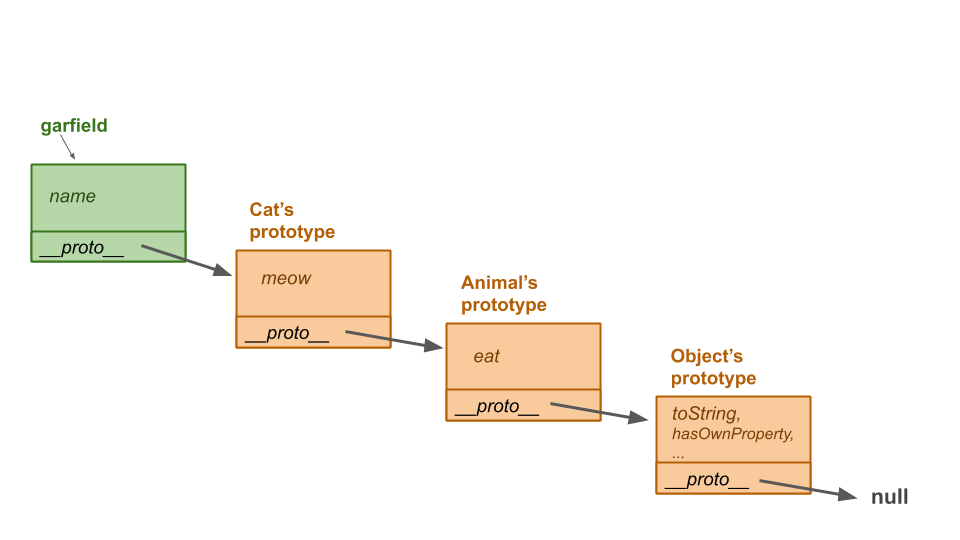 garfield
name
__proto__
Cat's
prototype
meow
__proto__
Animal's
prototype
eat
__proto__
Object's
prototype
toString,
hasOwnProperty,
...
__proto__
null